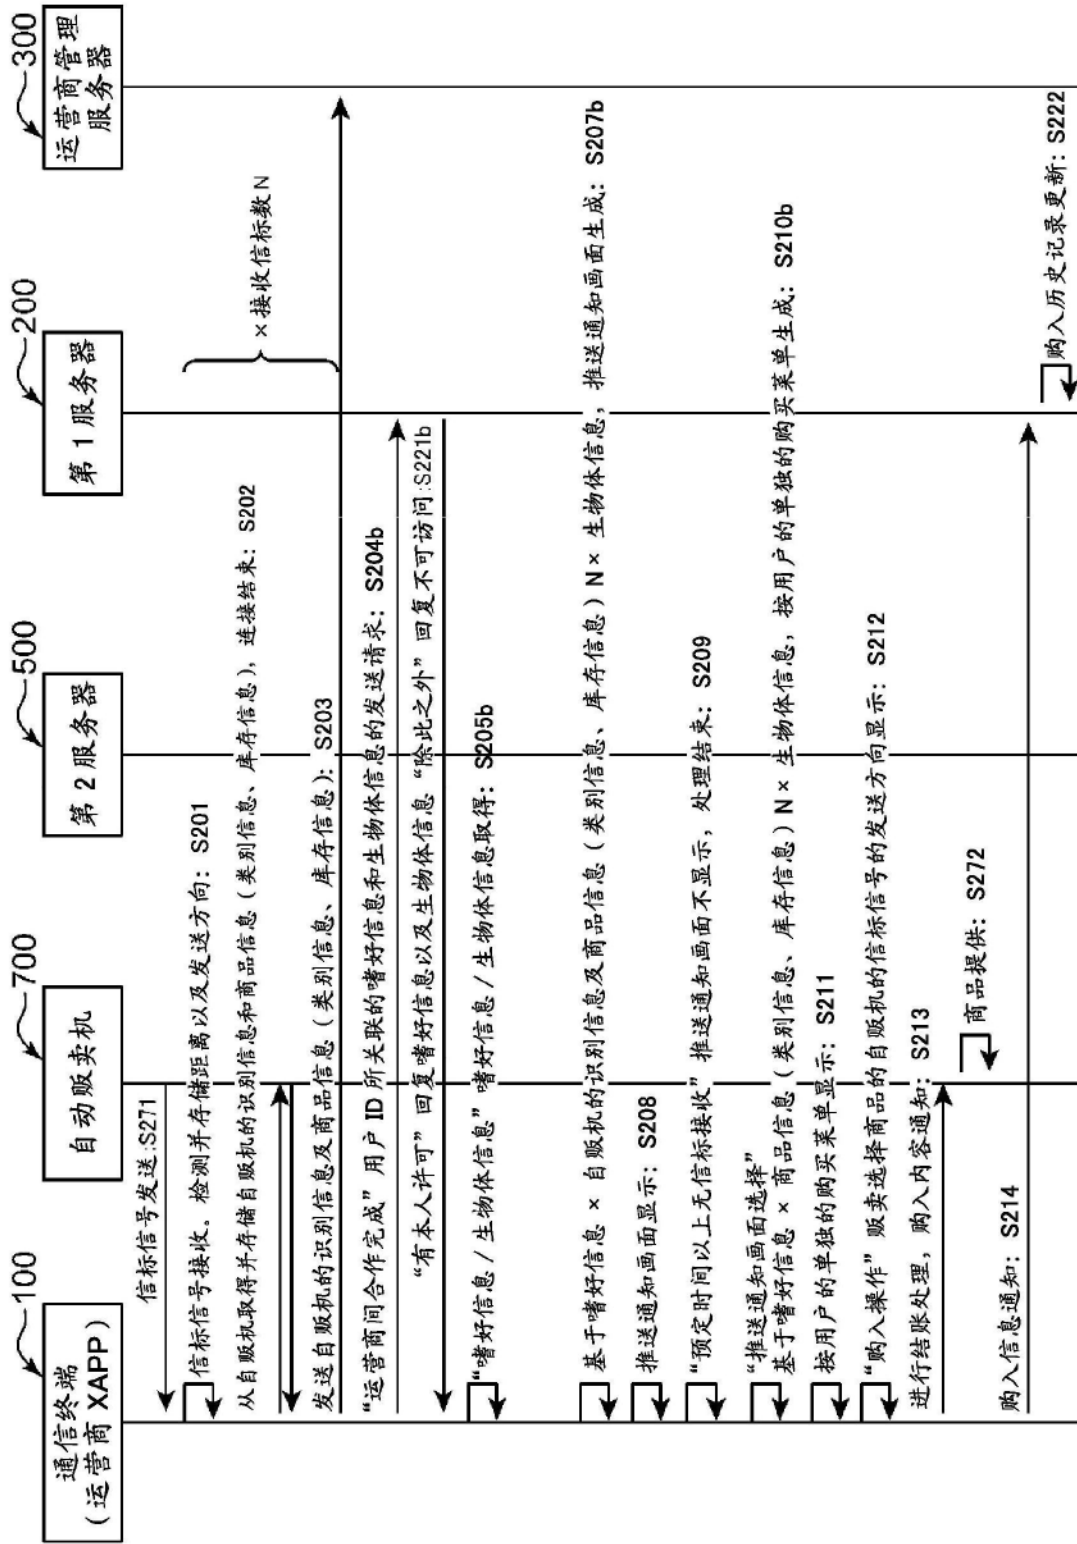 100
通信终端
(运营商 XAPP)
700
自动贩卖机
500
第 2 服务器
200
第 1 服务器
300
运营商管理
服务器
信标信号发送:S271
信标信号接收。检测并存储距离以及发送方向: S201
从自贩机取得并存储自贩机的识别信息和商品信息（类别信息、库存信息），连接结束: S202
×接收信标数N
发送自贩机的识别信息及商品信息（类别信息、库存信息）: S203
“运营商间合作完成” 用户 ID 所关联的嗜好信息和生物体信息的发送请求: S204b
“有本人许可” 回复嗜好信息以及生物体信息 “除此之外” 回复不可访问:S221b
“嗜好信息 / 生物体信息” 嗜好信息 / 生物体信息取得: S205b
基于嗜好信息 × 自贩机的识别信息及商品信息（类别信息、库存信息）N × 生物体信息，推送通知画面生成: S207b
推送通知画面显示: S208
“预定时间以上无信标接收” 推送通知画面不显示，处理结束: S209
“推送通知画面选择”
基于嗜好信息 × 商品信息（类别信息、库存信息）N × 生物体信息，按用户的单独的购买菜单生成: S210b
按用户的单独的购买菜单显示: S211
“购入操作” 贩卖选择商品的自贩机的信标信号的发送方向显示: S212
进行结账处理，购入内容通知: S213
商品提供: S272
购入信息通知: S214
购入历史记录更新: S222